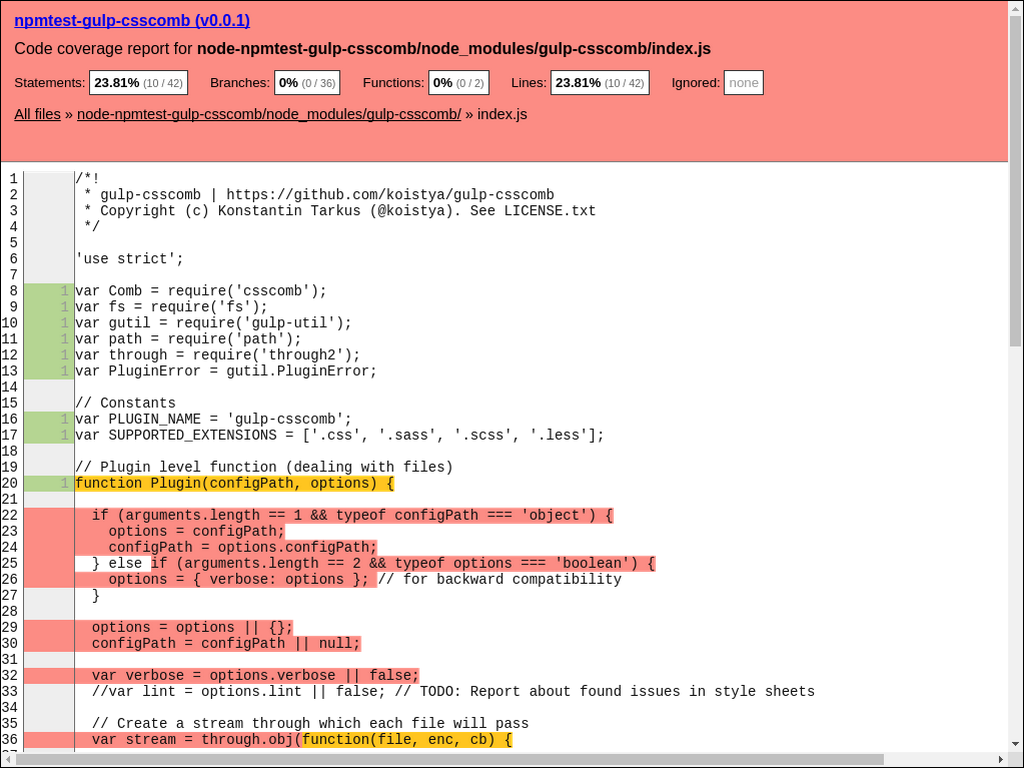 npmtest-gulp-csscomb (v0.0.1)
Code coverage report for node-npmtest-gulp-csscomb/node_modules/gulp-csscomb/index.js
Statements: 23.81% (10 / 42) Branches: 0% (0 / 36) Functions: 0% (0 / 2) Lines: 23.81% (10 / 42) Ignored: none
All files » node-npmtest-gulp-csscomb/node_modules/gulp-csscomb/ » index.js
1 /*!
2  * gulp-csscomb | https://github.com/koistya/gulp-csscomb
3  * Copyright (c) Konstantin Tarkus (@koistya). See LICENSE.txt
4  */
5
6 'use strict';
7
8 1 var Comb = require('csscomb');
9 1 var fs = require('fs');
10 1 var gutil = require('gulp-util');
11 1 var path = require('path');
12 1 var through = require('through2');
13 1 var PluginError = gutil.PluginError;
14
15 // Constants
16 1 var PLUGIN_NAME = 'gulp-csscomb';
17 1 var SUPPORTED_EXTENSIONS = ['.css', '.sass', '.scss', '.less'];
18
19 // Plugin level function (dealing with files)
20 1 function Plugin(configPath, options) {
21
22   if (arguments.length == 1 && typeof configPath === 'object') {
23     options = configPath;
24     configPath = options.configPath;
25   } else if (arguments.length == 2 && typeof options === 'boolean') {
26     options = { verbose: options }; // for backward compatibility
27   }
28
29   options = options || {};
30   configPath = configPath || null;
31
32   var verbose = options.verbose || false;
33   //var lint = options.lint || false; // TODO: Report about found issues in style sheets
34
35   // Create a stream through which each file will pass
36   var stream = through.obj(function(file, enc, cb) {